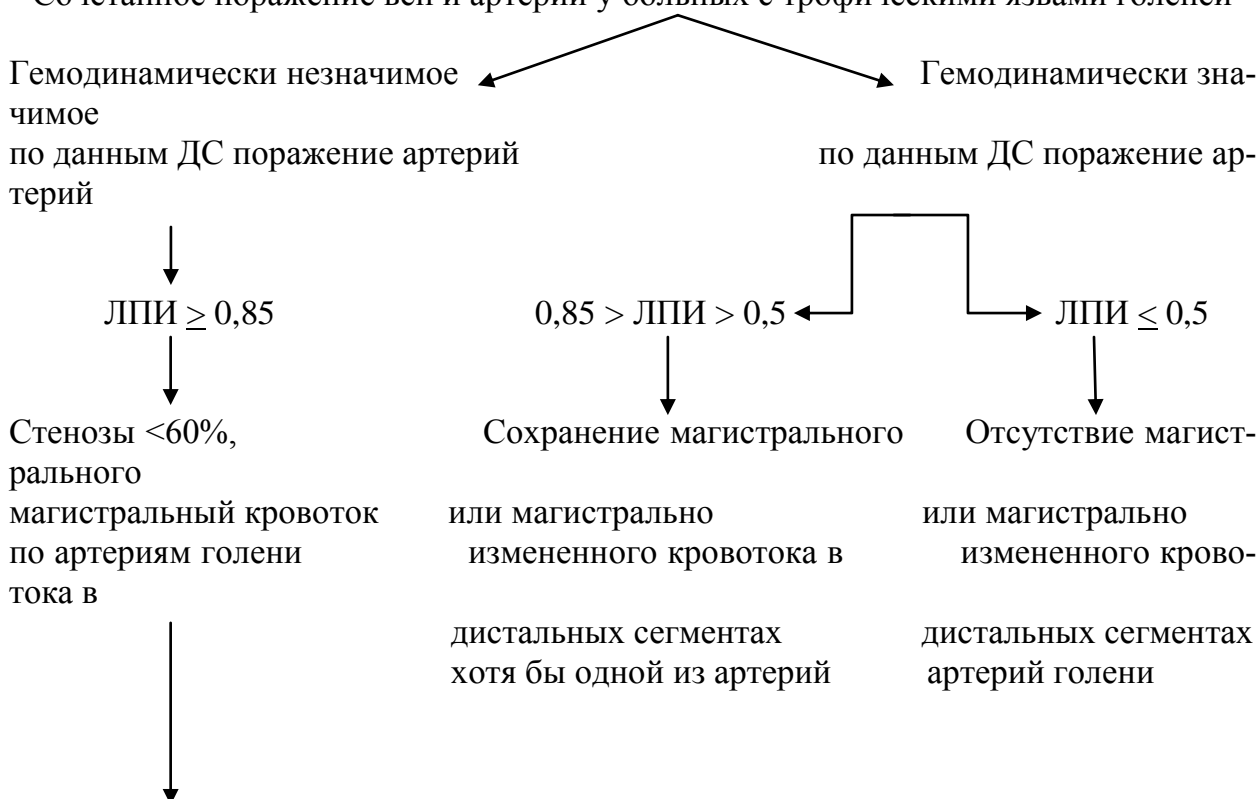 Сочетанное поражение вен и артерий у больных с трофическими язвами голеней
Гемодинамически незначимое Гемодинамически зна-
чимое
по данным ДС поражение артерий по данным ДС поражение ар-
терий
ЛПИ ≥ 0,85 0,85 > ЛПИ > 0,5 ЛПИ ≤ 0,5
Стенозы <60%, Сохранение магистрального Отсутствие магист-
рального
магистральный кровоток или магистрально или магистрально
по артериям голени измененного кровотока в измененного крово-
тока в
дистальных сегментах дистальных сегментах
хотя бы одной из артерий артерий голени